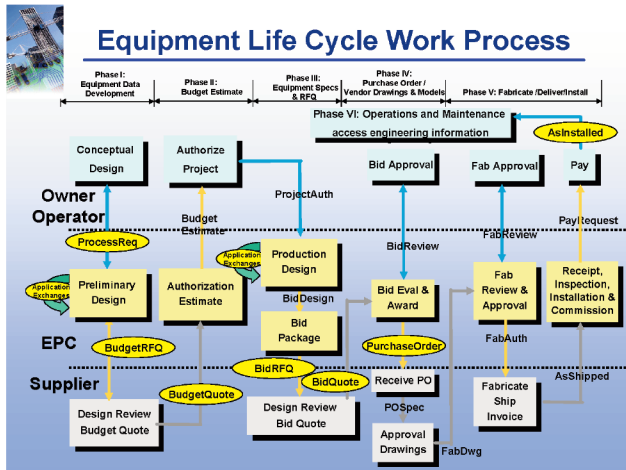 Equipment Life Cycle Work Process
Phase I:
Equipment Data
Development
Phase II:
Budget Estimate
Phase III:
Equipment Specs
& RFQ
Phase IV:
Purchase Order /
Vendor Drawings & Models
Phase V: Fabricate /Deliver/Install
Phase VI: Operations and Maintenance
access engineering information
AsInstalled
Conceptual
Design
Authorize
Project
Bid Approval
Fab Approval
Pay
ProjectAuth
Owner
Operator
Budget
Estimate
PayRequest
ProcessReq
BidReview
FabReview
Application
Exchanges
Preliminary
Design
Authorization
Estimate
Application
Exchanges
Production
Design
BidDesign
Bid
Package
Bid Eval &
Award
Fab
Review &
Approval
Receipt,
Inspection,
Installation &
Commission
EPC
BudgetRFQ
PurchaseOrder
FabAuth
BidRFQ
BidQuote
AsShipped
Supplier
BudgetQuote
Receive PO
POSpec
Fabricate
Ship
Invoice
Design Review
Budget Quote
Design Review
Bid Quote
Approval
Drawings
FabDwg